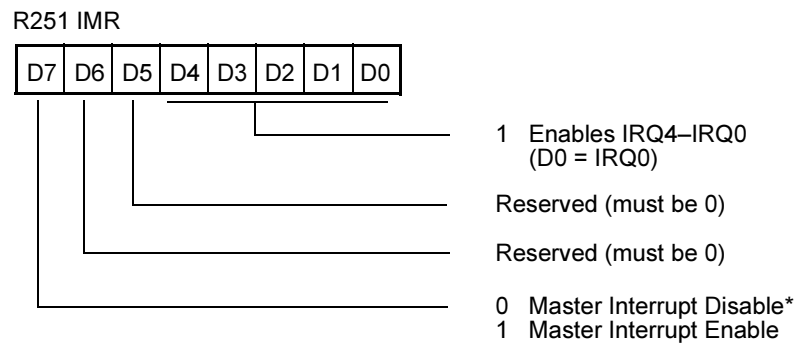 R251 IMR
D7 D6 D5 D4 D3 D2 D1 D0
1 Enables IRQ4–IRQ0
(D0 = IRQ0)
Reserved (must be 0)
Reserved (must be 0)
0 Master Interrupt Disable*
1 Master Interrupt Enable